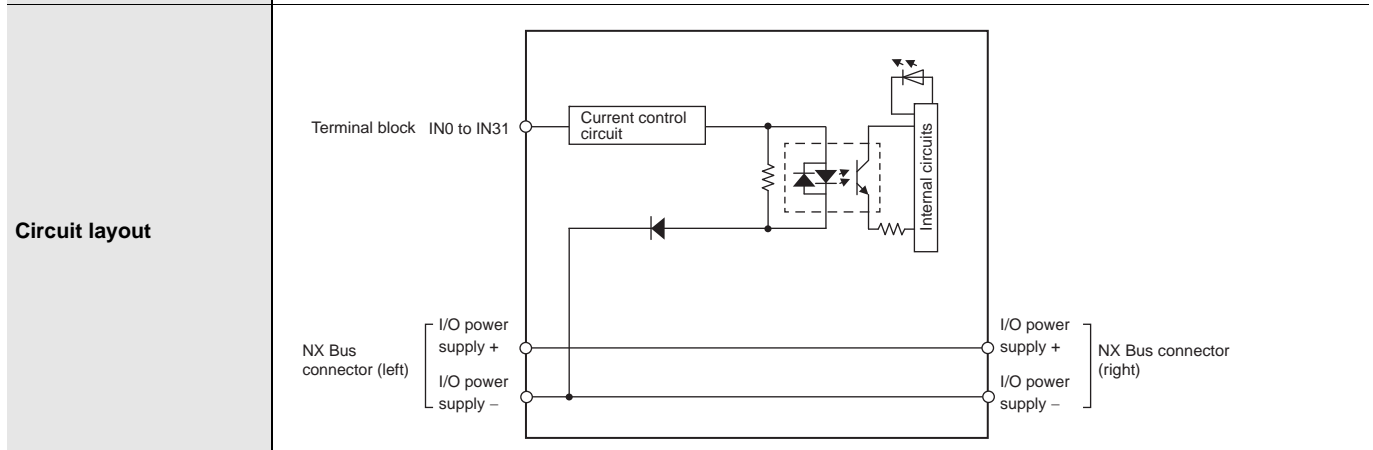 Circuit layout
Terminal block IN0 to IN31
Current control
circuit
Internal circuits
NX Bus
connector (left)
I/O power
supply +
I/O power
supply −
I/O power
supply +
I/O power
supply −
NX Bus connector
(right)